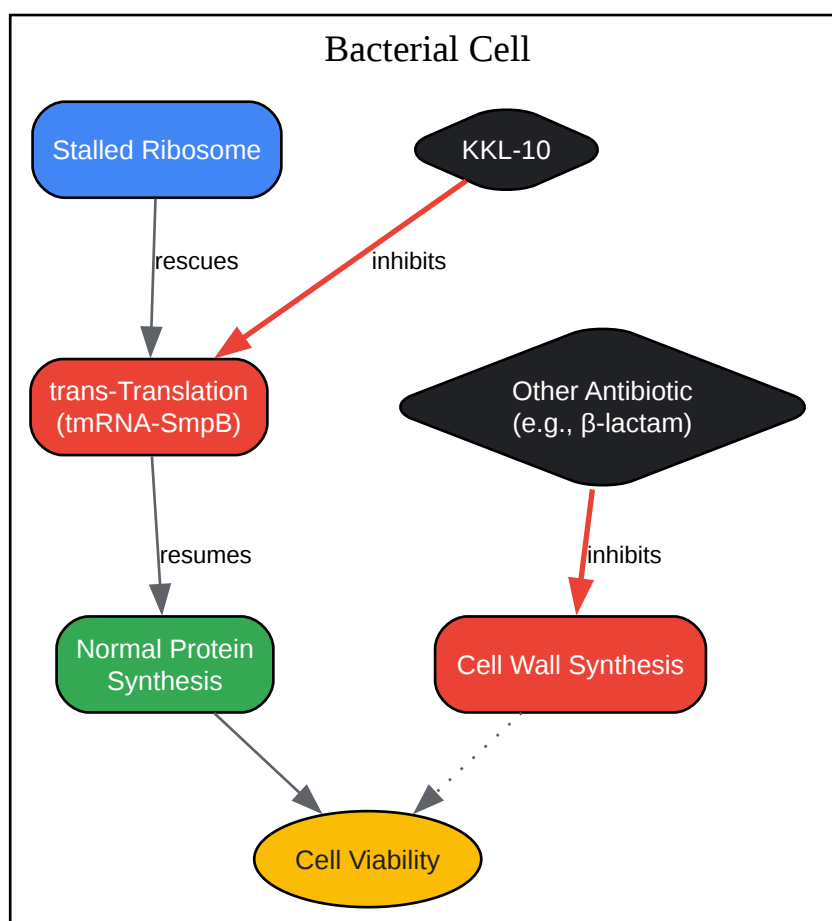 Bacterial Cell
Stalled Ribosome
KKL-10
rescues
inhibits
trans-Translation
(tmRNA-SmpB)
Other Antibiotic
(e.g., β-lactam)
resumes
inhibits
Normal Protein
Synthesis
Cell Wall Synthesis
Cell Viability